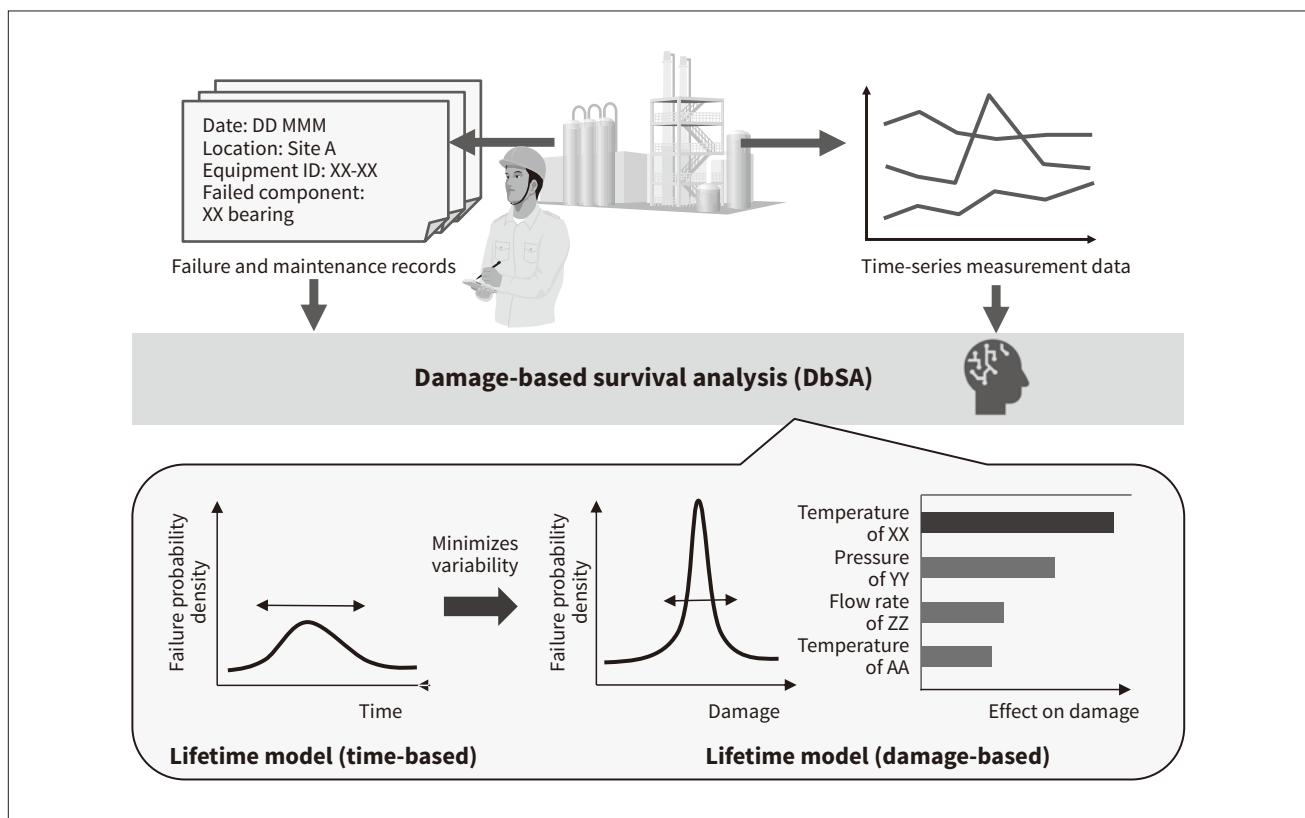 Date: DD MMM
Location: Site A
Equipment ID: XX-XX
Failed component:
XX bearing
Failure and maintenance records
Time-series measurement data
Damage-based survival analysis (DbSA)
Failure probability
density
Time
Minimizes
variability
Failure probability
density
Damage
Temperature
of XX
Pressure
of YY
Flow rate
of ZZ
Temperature
of AA
Effect on damage
Lifetime model (time-based)
Lifetime model (damage-based)